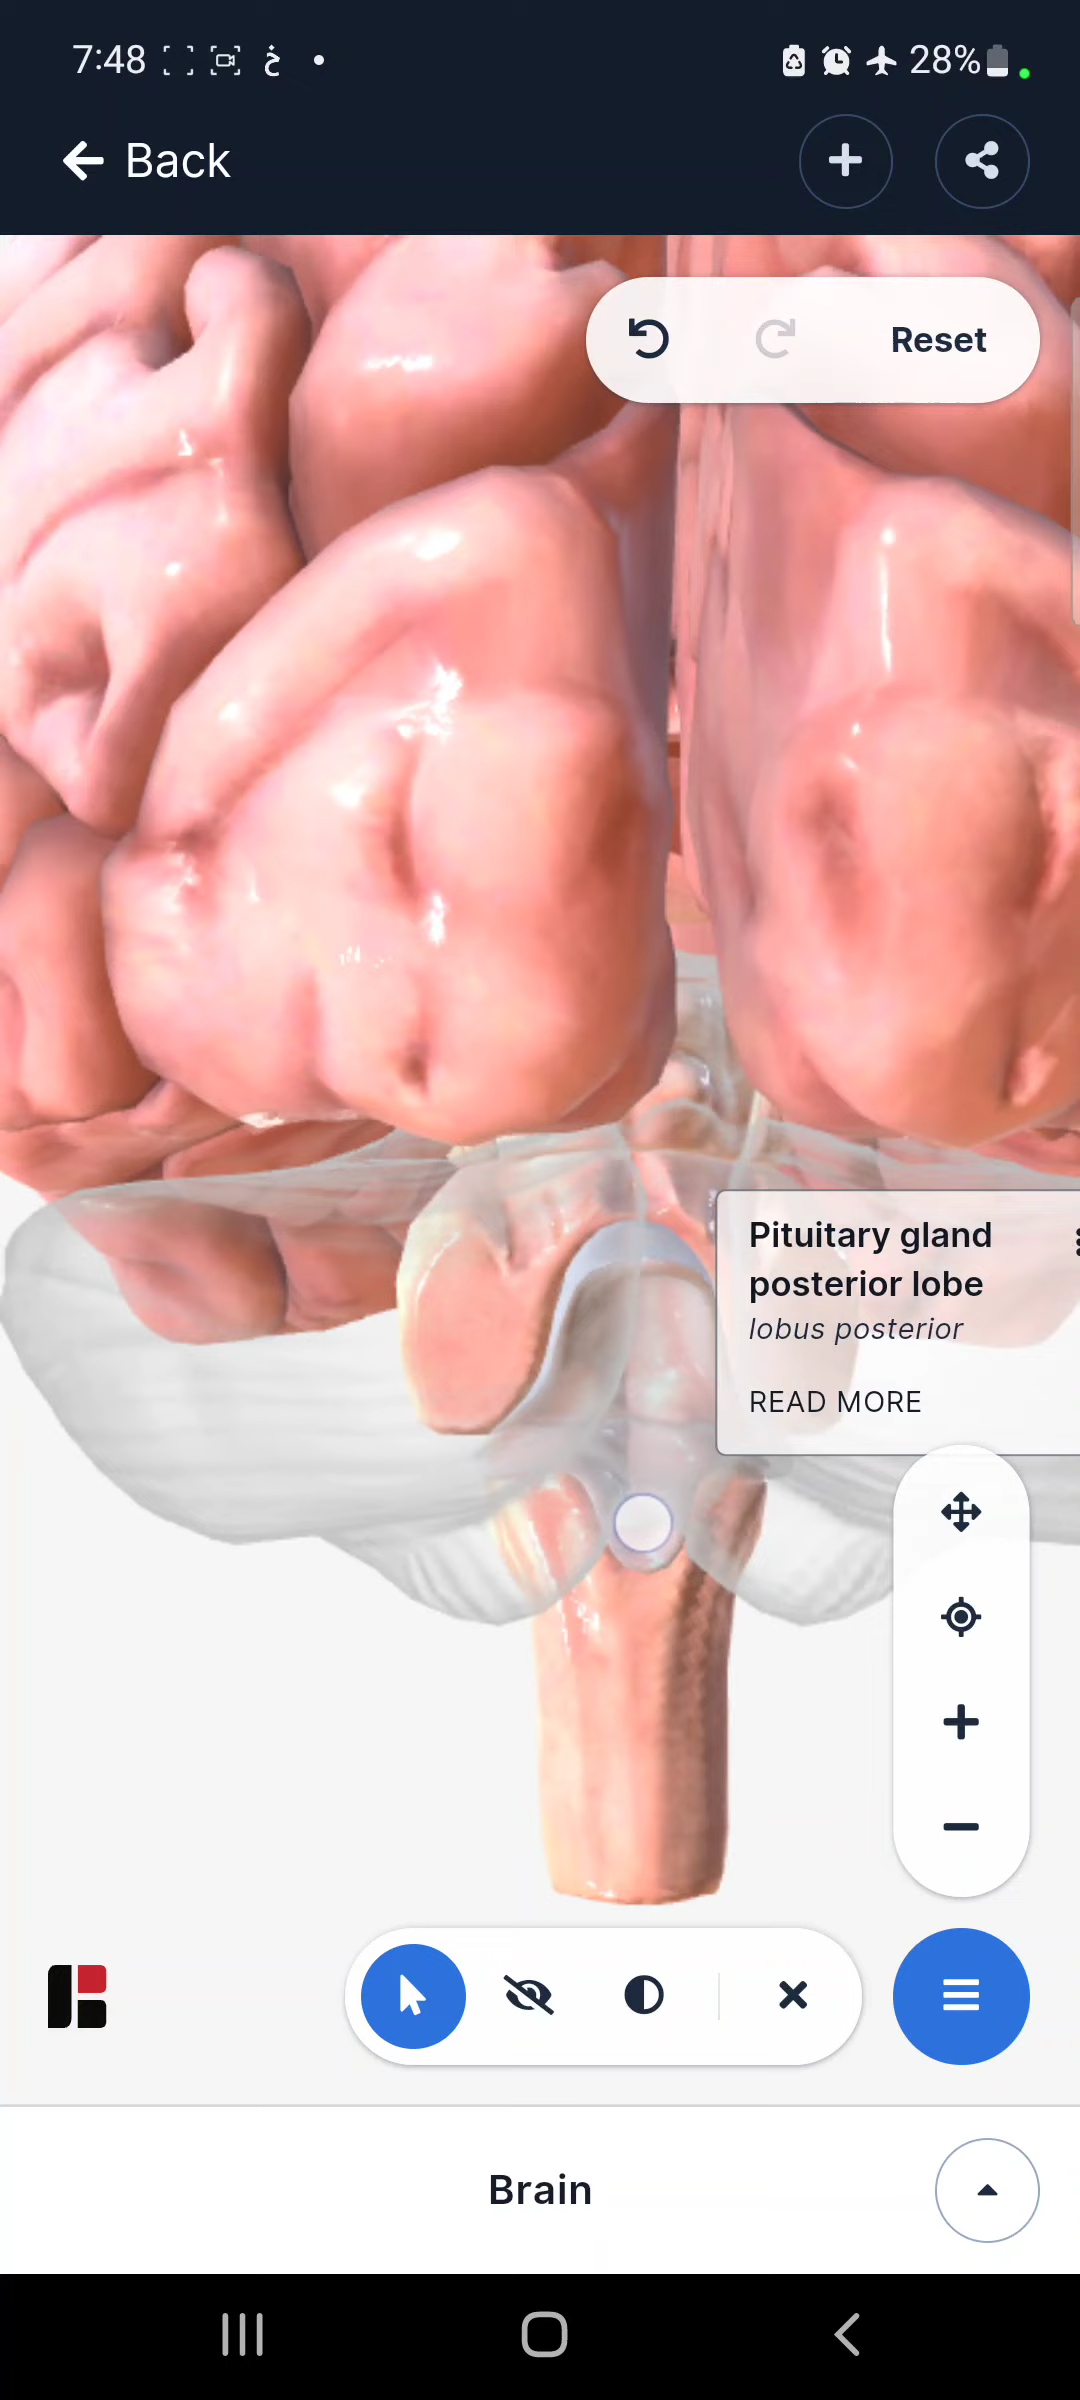 7:48 خ 28%
Back
Reset
Pituitary gland
posterior lobe
lobus posterior
READ MORE
Brain